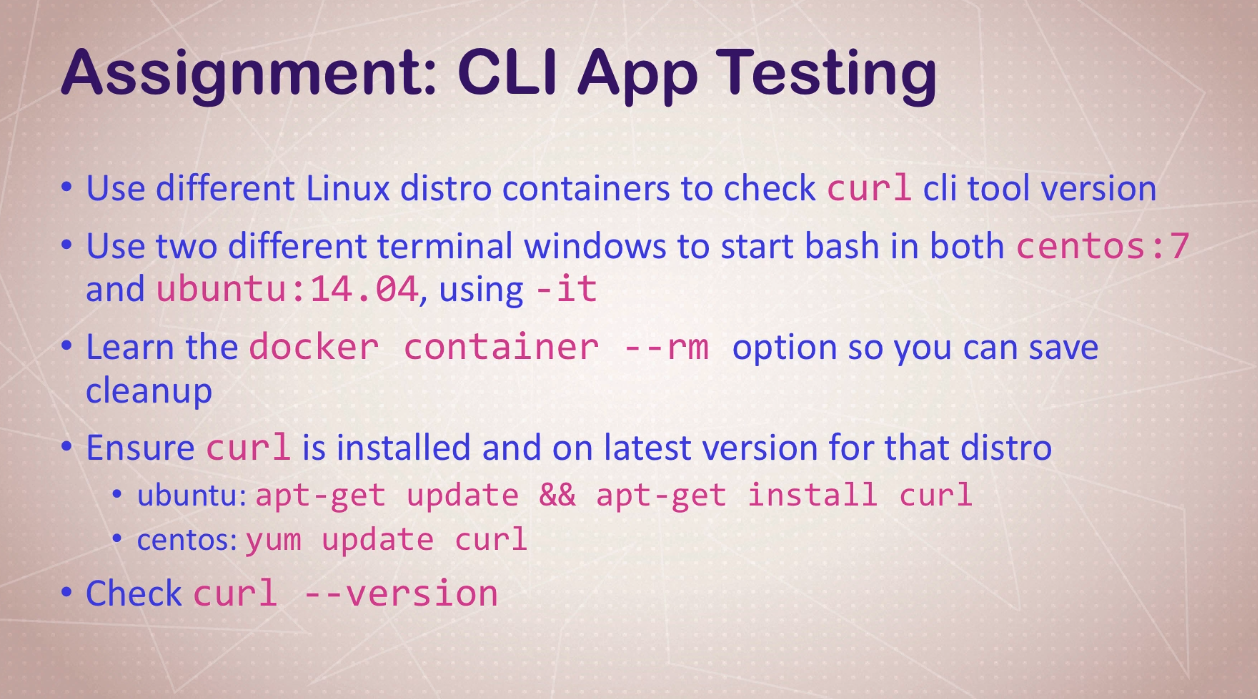 Assignment: CLI App Testing
• Use different Linux distro containers to check curl cli tool version
• Use two different terminal windows to start bash in both centos:7
and ubuntu:14.04, using -it
• Learn the docker container --rm option so you can save
cleanup
• Ensure curl is installed and on latest version for that distro
• ubuntu: apt-get update && apt-get install curl
• centos: yum update curl
• Check curl --version